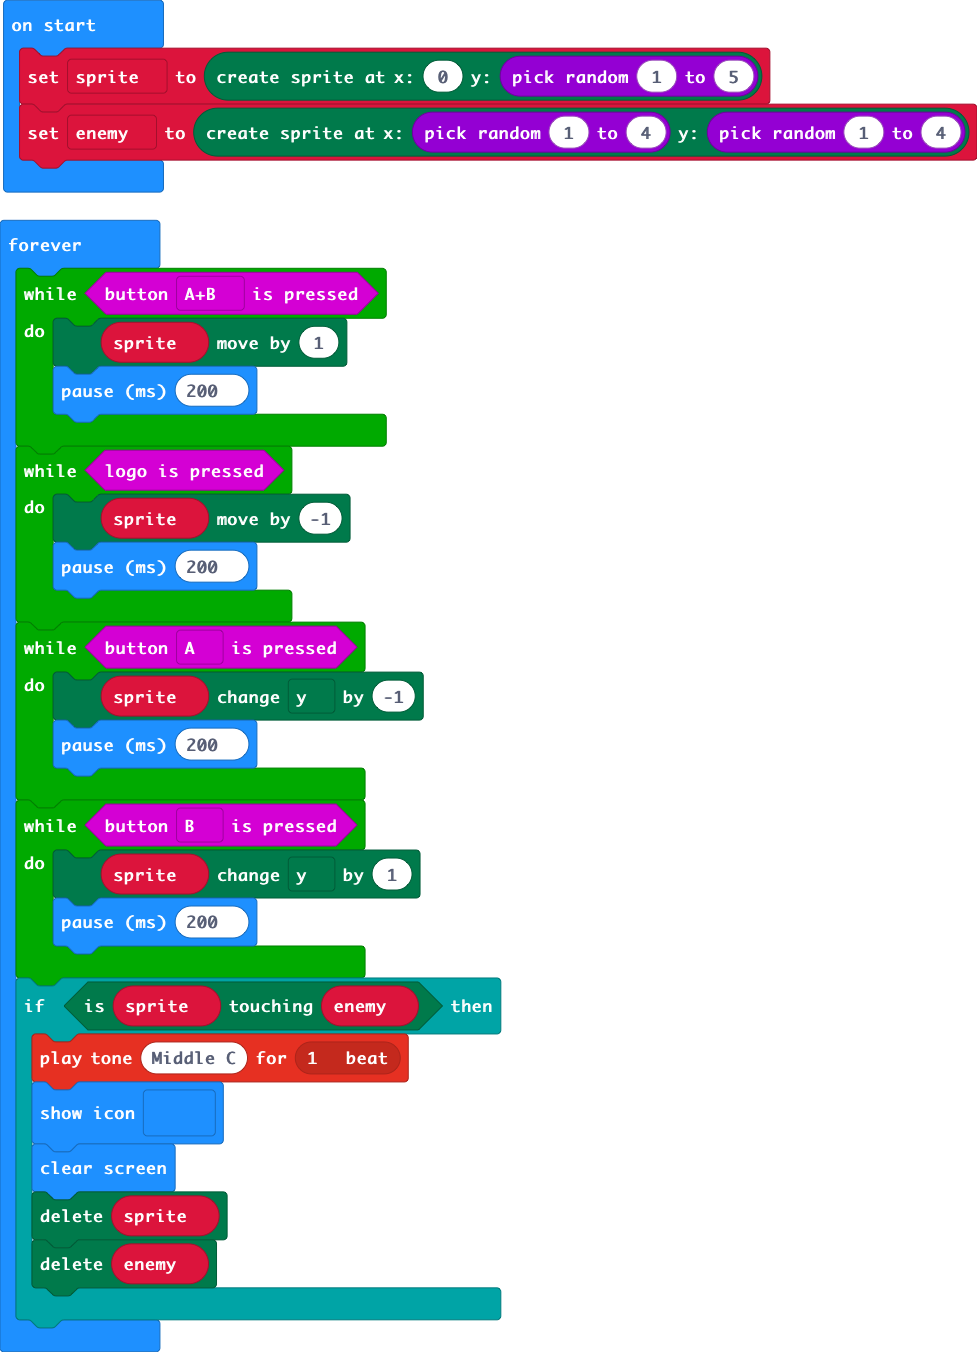 on start
set sprite to create sprite at x: 0 y: pick random 1 to 5
set enemy to create sprite at x: pick random 1 to 4 y: pick random 1 to 4
forever
while button A+B is pressed
do
sprite move by 1
pause (ms) 200
while logo is pressed
do
sprite move by -1
pause (ms) 200
while button A is pressed
do
sprite change y by -1
pause (ms) 200
while button B is pressed
do
sprite change y by 1
pause (ms) 200
if is sprite touching enemy then
play tone Middle C for 1 beat
show icon
clear screen
delete sprite
delete enemy